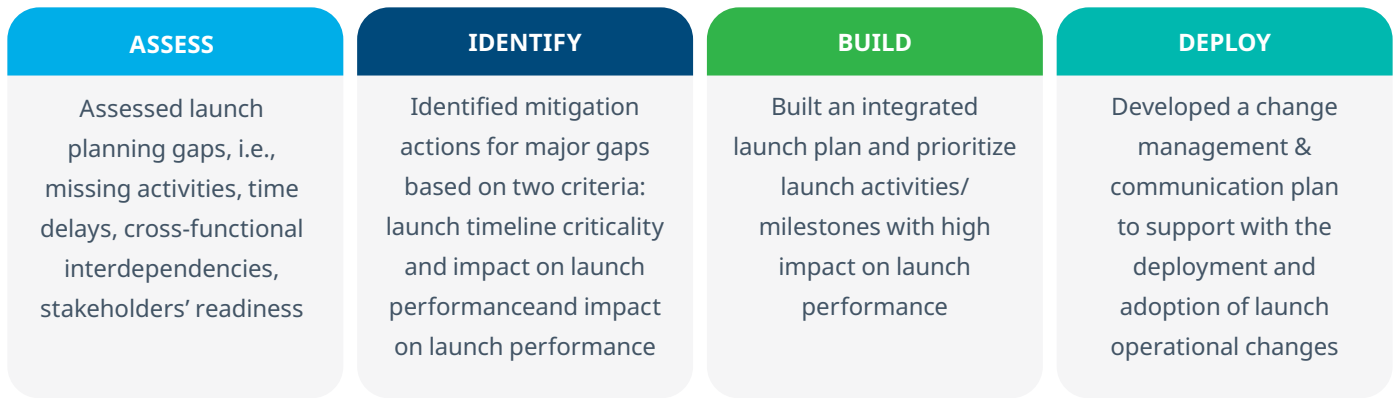 ASSESS
Assessed launch
planning gaps, i.e.,
missing activities, time
delays, cross-functional
interdependencies,
stakeholders’ readiness
IDENTIFY
Identified mitigation
actions for major gaps
based on two criteria:
launch timeline criticality
and impact on launch
performanceand impact
on launch performance
BUILD
Built an integrated
launch plan and prioritize
launch activities/
milestones with high
impact on launch
performance
DEPLOY
Developed a change
management &
communication plan
to support with the
deployment and
adoption of launch
operational changes